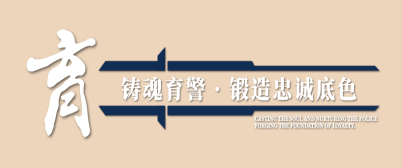 育
铸魂育警·锻造忠诚底色
CASTING THE SOUL AND NURTURING THE POLICE
FORGING THE FOUNDATION OF LOYALTY